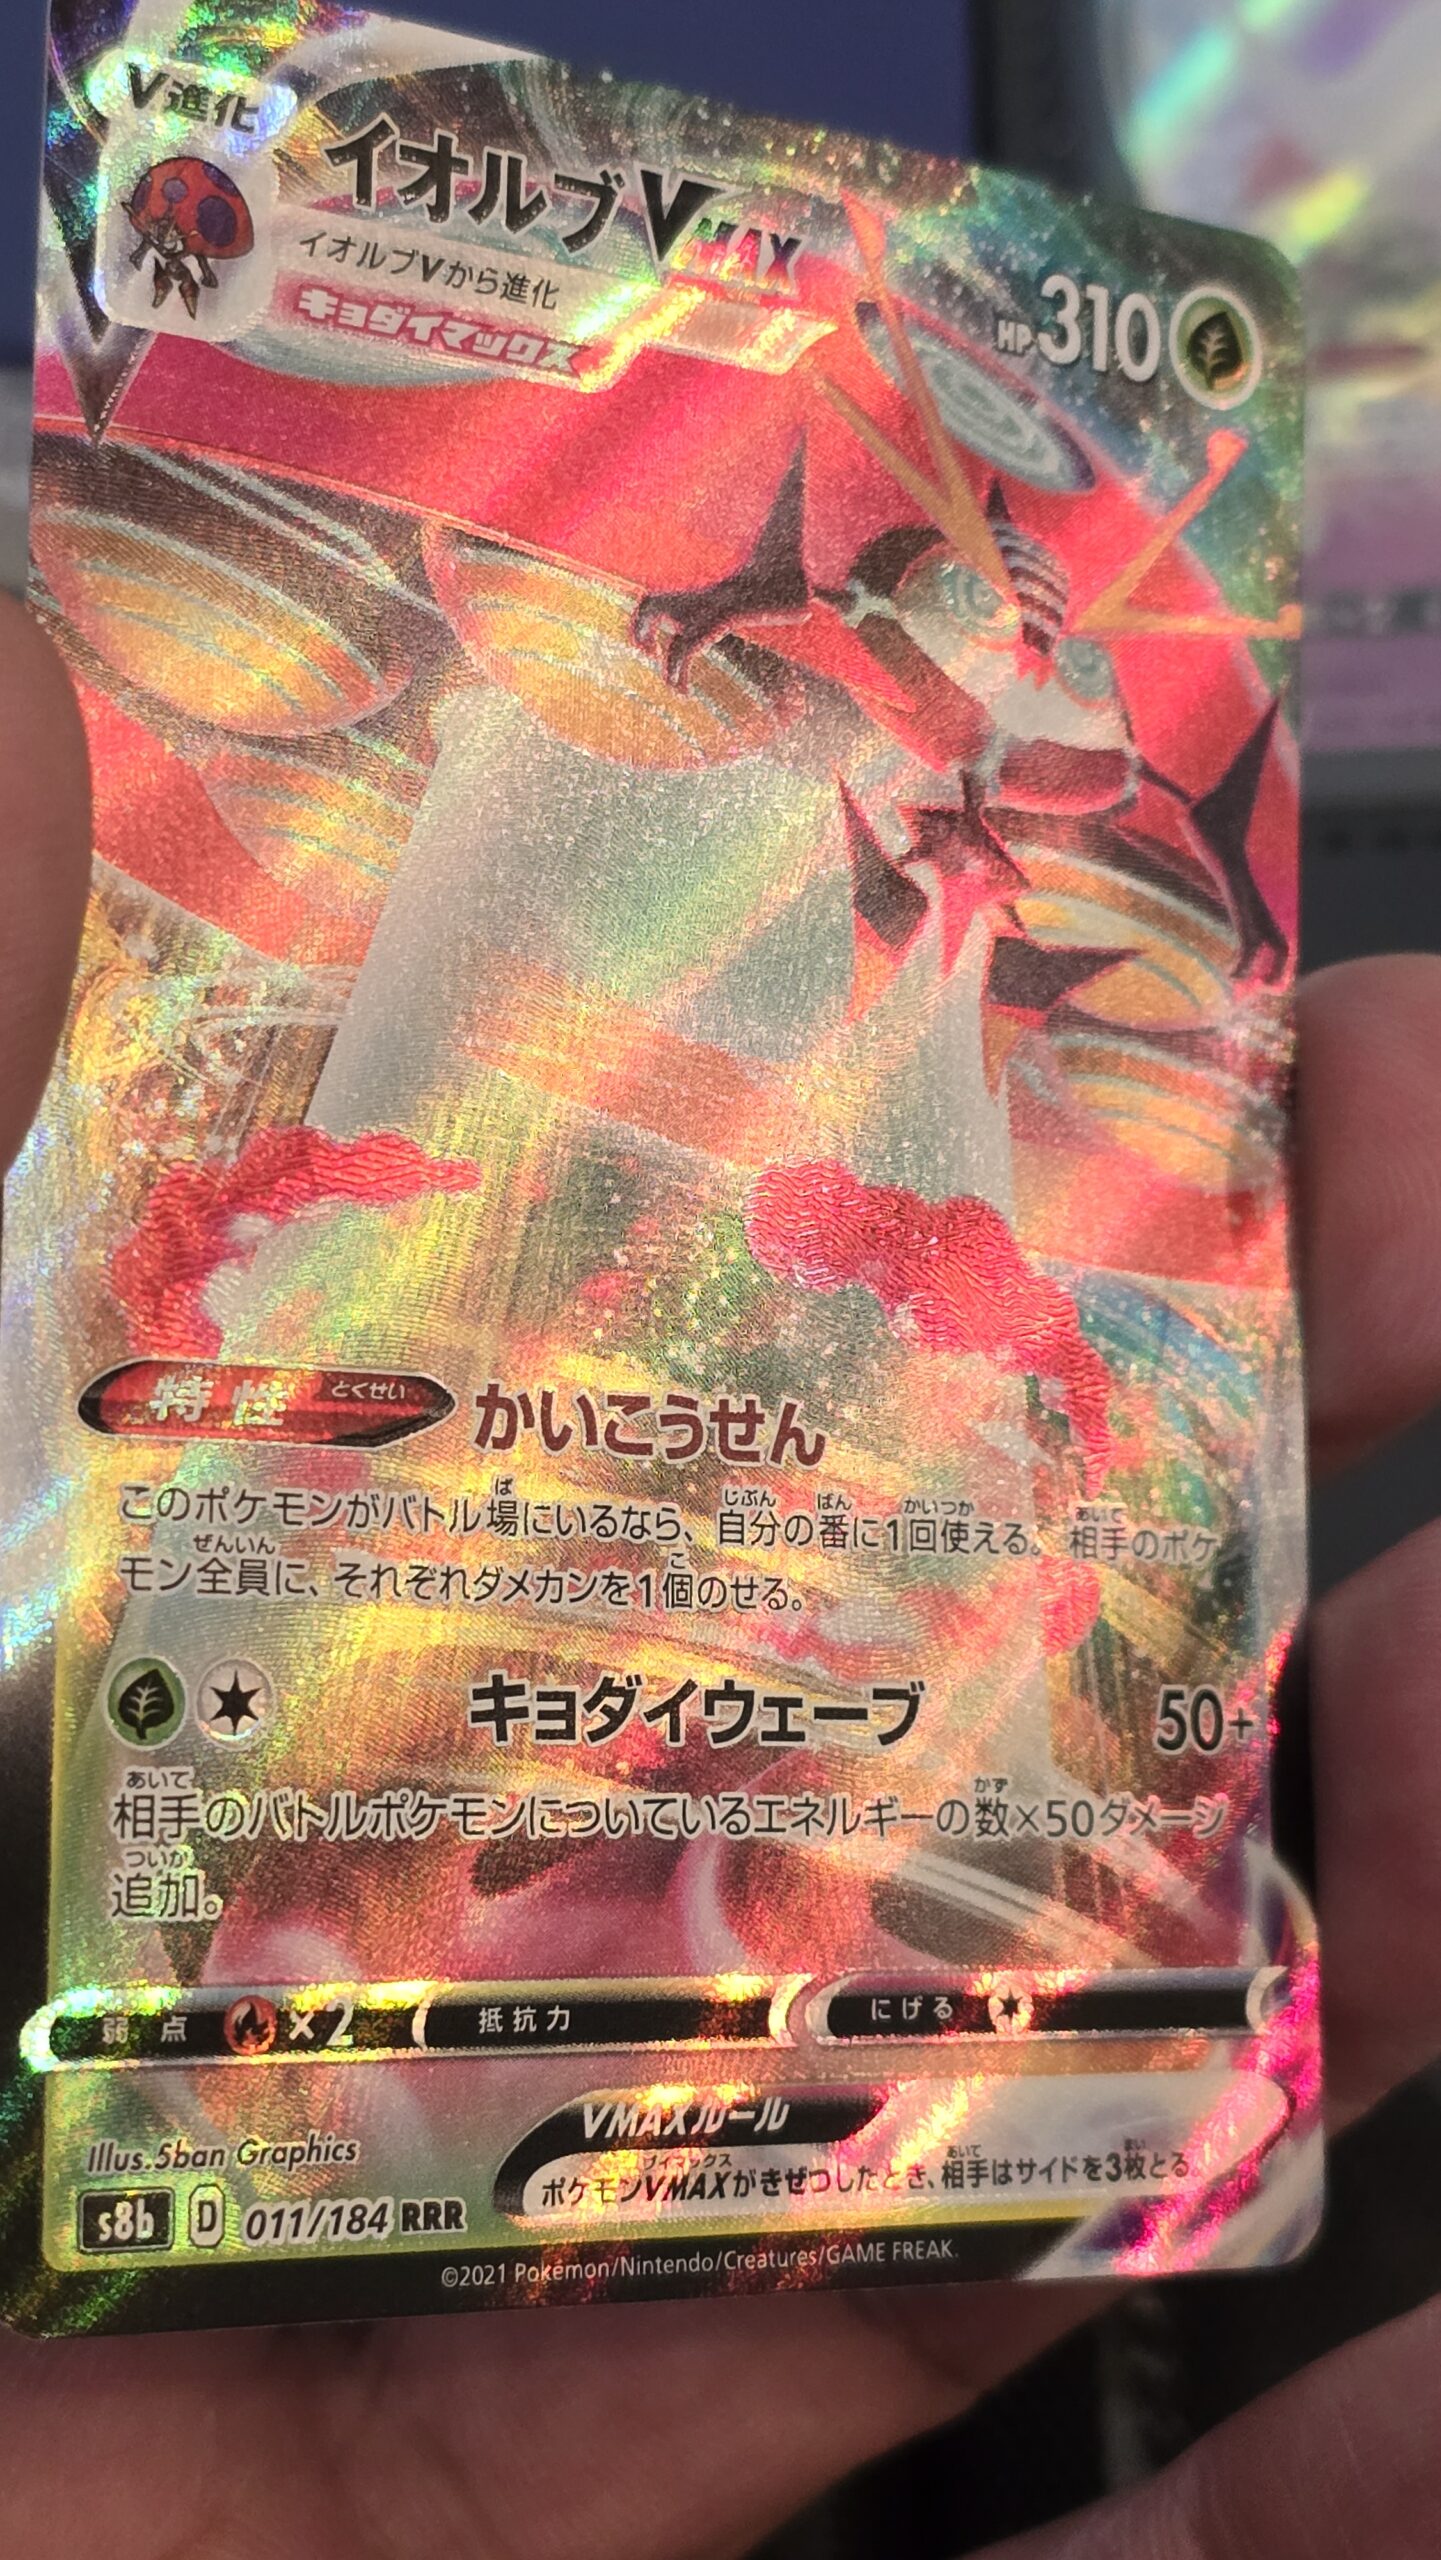 V進化
イオルブVMAX
イオルブVから進化
キョダイマックス
HP310
特性 とくせい かいこうせん
このポケモンがバトル場にいるなら、自分の番に1回使える。相手のポケ
モン全員に、それぞれダメカンを1個のせる。
キョダイウェーブ 50+
相手のバトルポケモンについているエネルギーの数×50ダメージ
追加。
弱点 ×2 抵抗力 にげる
VMAXルール
ポケモンVMAXがきぜつしたとき、相手はサイドを3枚とる。
Illus.5ban Graphics
s8b D 011/184 RRR
©2021 Pokémon/Nintendo/Creatures/GAME FREAK.